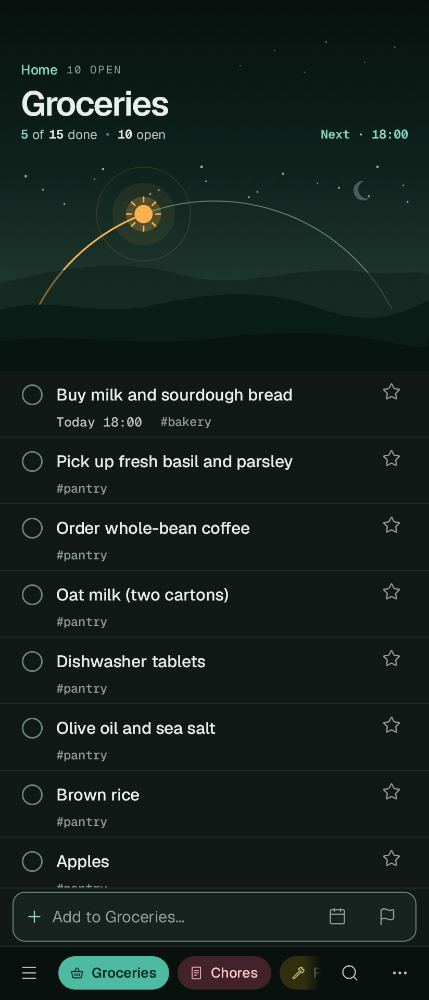 Home 10 OPEN
Groceries
5 of 15 done • 10 open
Next · 18:00
Buy milk and sourdough bread
Today 18:00 #bakery
Pick up fresh basil and parsley
#pantry
Order whole-bean coffee
#pantry
Oat milk (two cartons)
#pantry
Dishwasher tablets
#pantry
Olive oil and sea salt
#pantry
Brown rice
#pantry
Apples
#pantry
Add to Groceries…
Groceries Chores